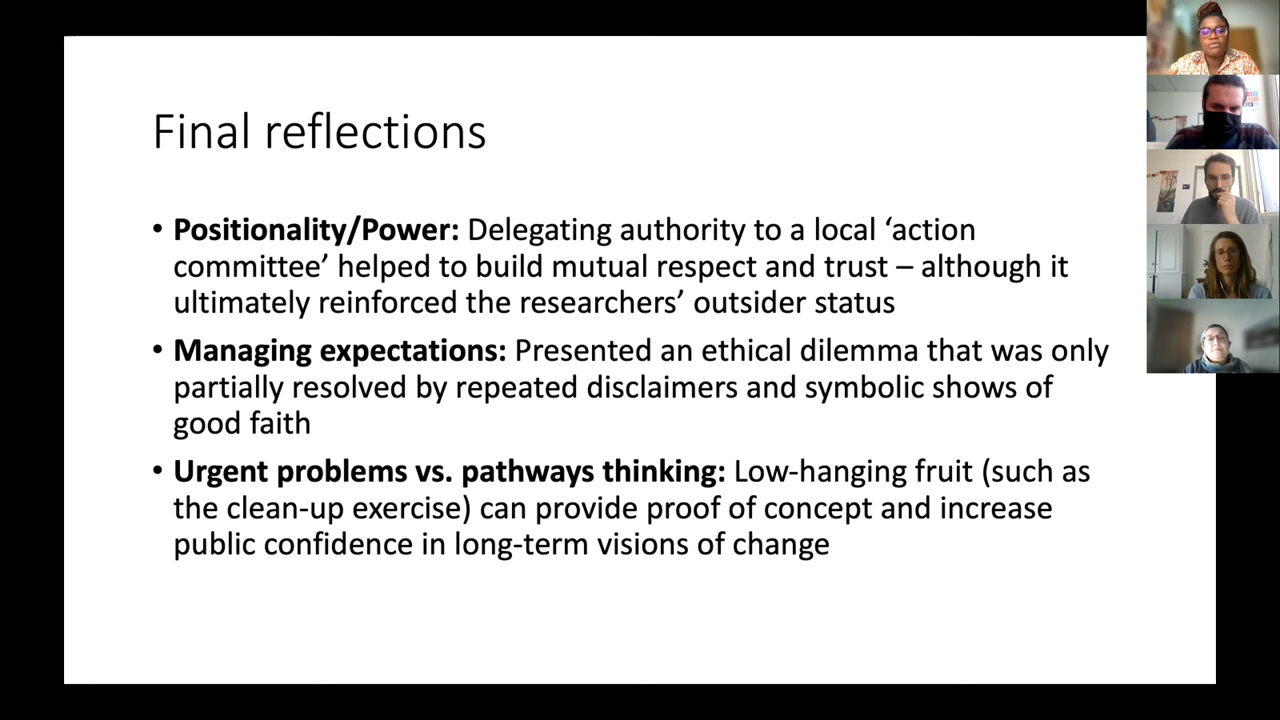 Final reflections
• Positionality/Power: Delegating authority to a local ‘action
committee’ helped to build mutual respect and trust – although it
ultimately reinforced the researchers’ outsider status
• Managing expectations: Presented an ethical dilemma that was only
partially resolved by repeated disclaimers and symbolic shows of
good faith
• Urgent problems vs. pathways thinking: Low-hanging fruit (such as
the clean-up exercise) can provide proof of concept and increase
public confidence in long-term visions of change